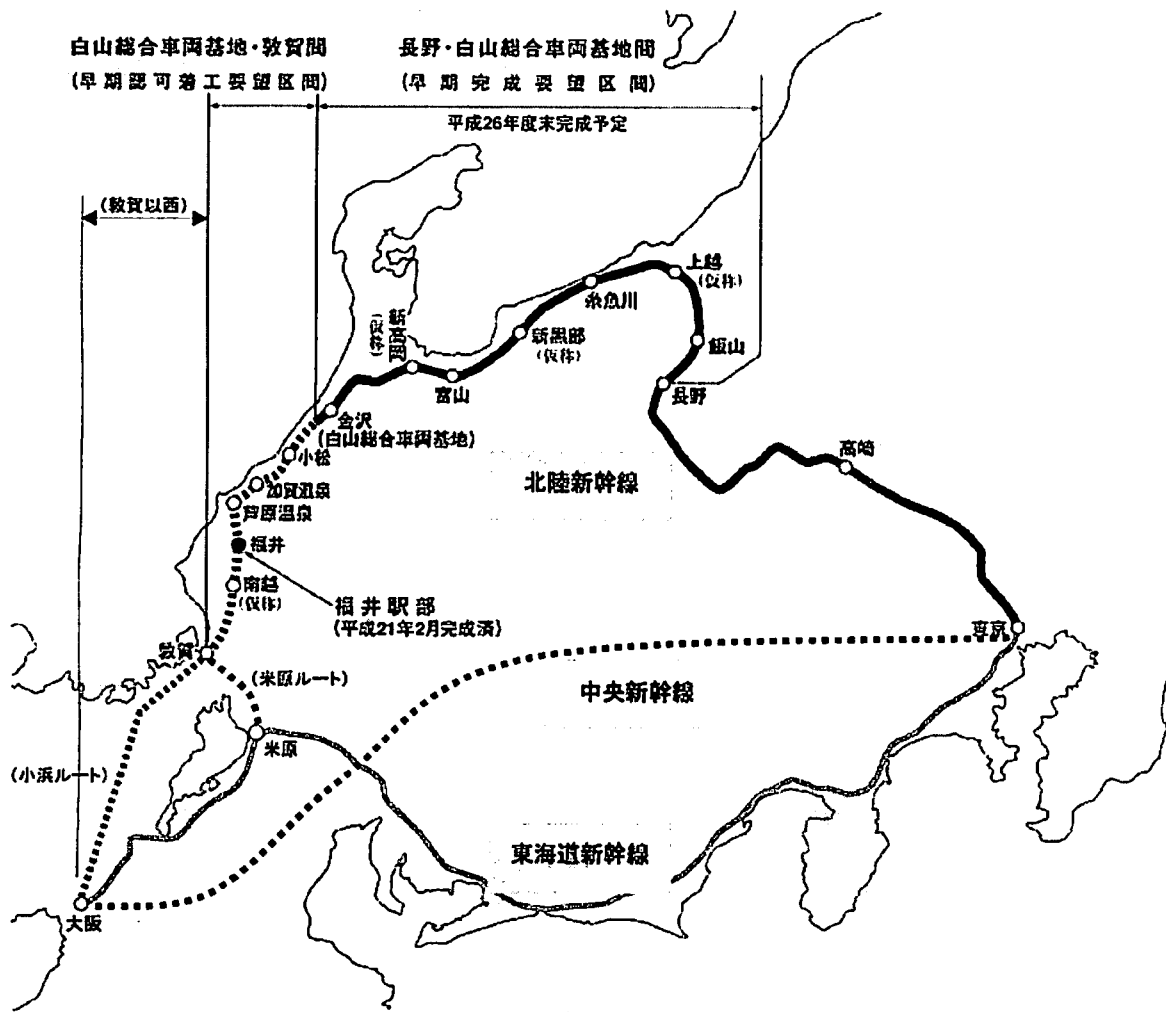 白山総合車両基地・敦賀間
(早期認可着工要望区間)
長野・白山総合車両基地間
(早期完成要望区間)
平成26年度末完成予定
(敦賀以西)
上越
(仮称)
糸魚川
新黒部
(仮称)
飯山
新高岡
(仮称)
富山
長野
金沢
(白山総合車両基地)
小松
高崎
加賀温泉
北陸新幹線
芦原温泉
福井
南越
(仮称)
福井駅部
(平成21年2月完成済)
東京
敦賀
(米原ルート)
中央新幹線
米原
(小浜ルート)
東海道新幹線
大阪